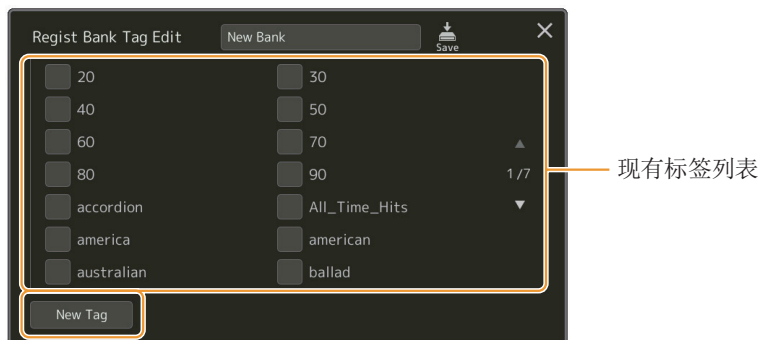 Regist Bank Tag Edit New Bank Save
20 30
40 50
60 70
80 90 1/7
accordion All_Time_Hits
america american
australian ballad
New Tag
现有标签列表